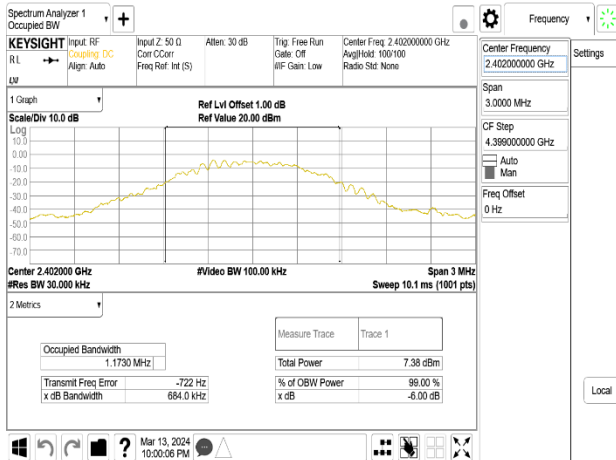 Spectrum Analyzer 1
Occupied BW
Frequency
KEYSIGHT
RL
Input: RF
Coupling: DC
Align: Auto
Input Z: 50 Ω
Corr CCorr
Freq Ref: Int (S)
Atten: 30 dB
Trig: Free Run
Gate: Off
#IF Gain: Low
Center Freq: 2.402000000 GHz
Avg|Hold: 100/100
Radio Std: None
Center Frequency
2.402000000 GHz
Settings
Span
3.0000 MHz
CF Step
4.399000000 GHz
Auto
Man
Freq Offset
0 Hz
1 Graph
Scale/Div 10.0 dB
Ref Lvl Offset 1.00 dB
Ref Value 20.00 dBm
Log
10.0
0.00
-10.0
-20.0
-30.0
-40.0
-50.0
-60.0
-70.0
Center 2.402000 GHz
#Video BW 100.00 kHz
Span 3 MHz
#Res BW 30.000 kHz
Sweep 10.1 ms (1001 pts)
2 Metrics
Measure Trace Trace 1
Occupied Bandwidth
1.1730 MHz
Total Power 7.38 dBm
Transmit Freq Error -722 Hz
% of OBW Power 99.00 %
x dB Bandwidth 684.0 kHz
x dB -6.00 dB
Local
?
Mar 13, 2024
10:00:06 PM